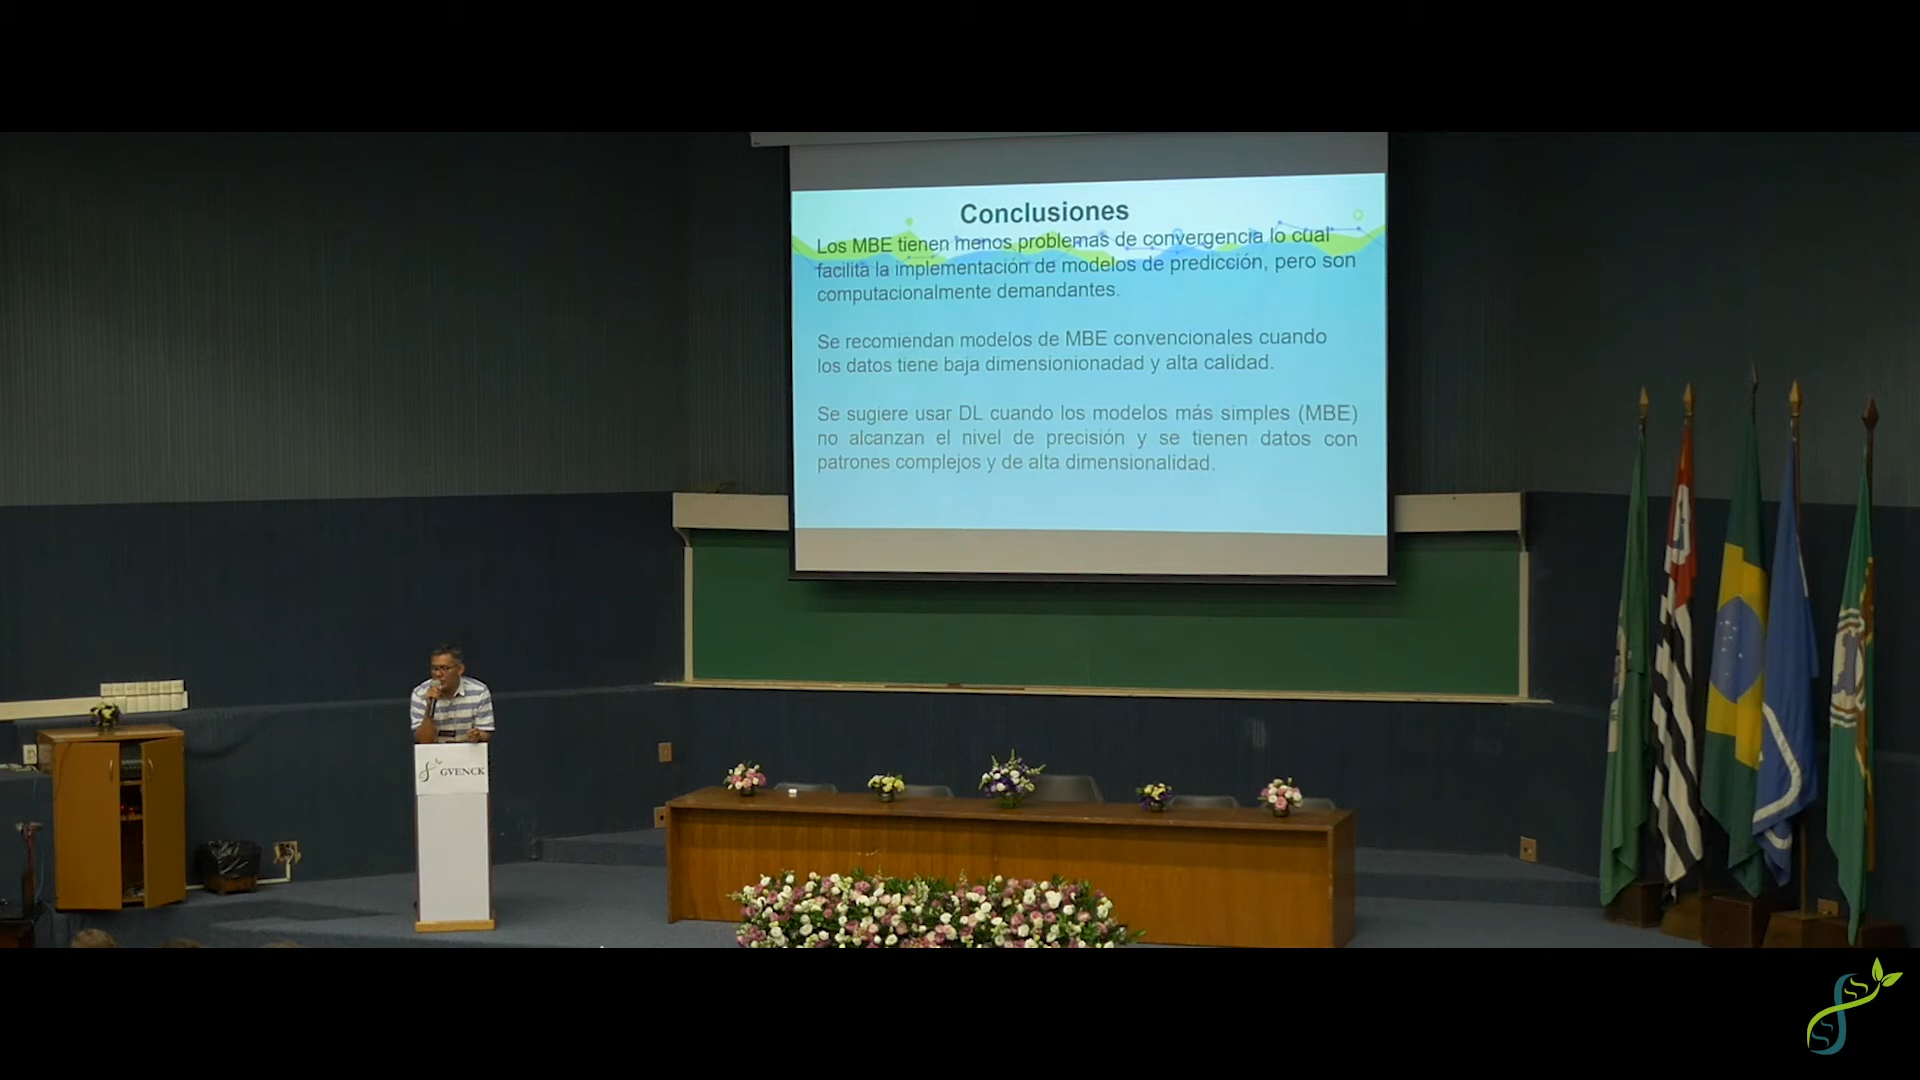 Conclusiones
Los MBE tienen menos problemas de convergencia lo cual
facilita la implementación de modelos de predicción, pero son
computacionalmente demandantes.
Se recomiendan modelos de MBE convencionales cuando
los datos tiene baja dimensionionadad y alta calidad.
Se sugiere usar DL cuando los modelos más simples (MBE)
no alcanzan el nivel de precisión y se tienen datos con
patrones complejos y de alta dimensionalidad.
GVENCK